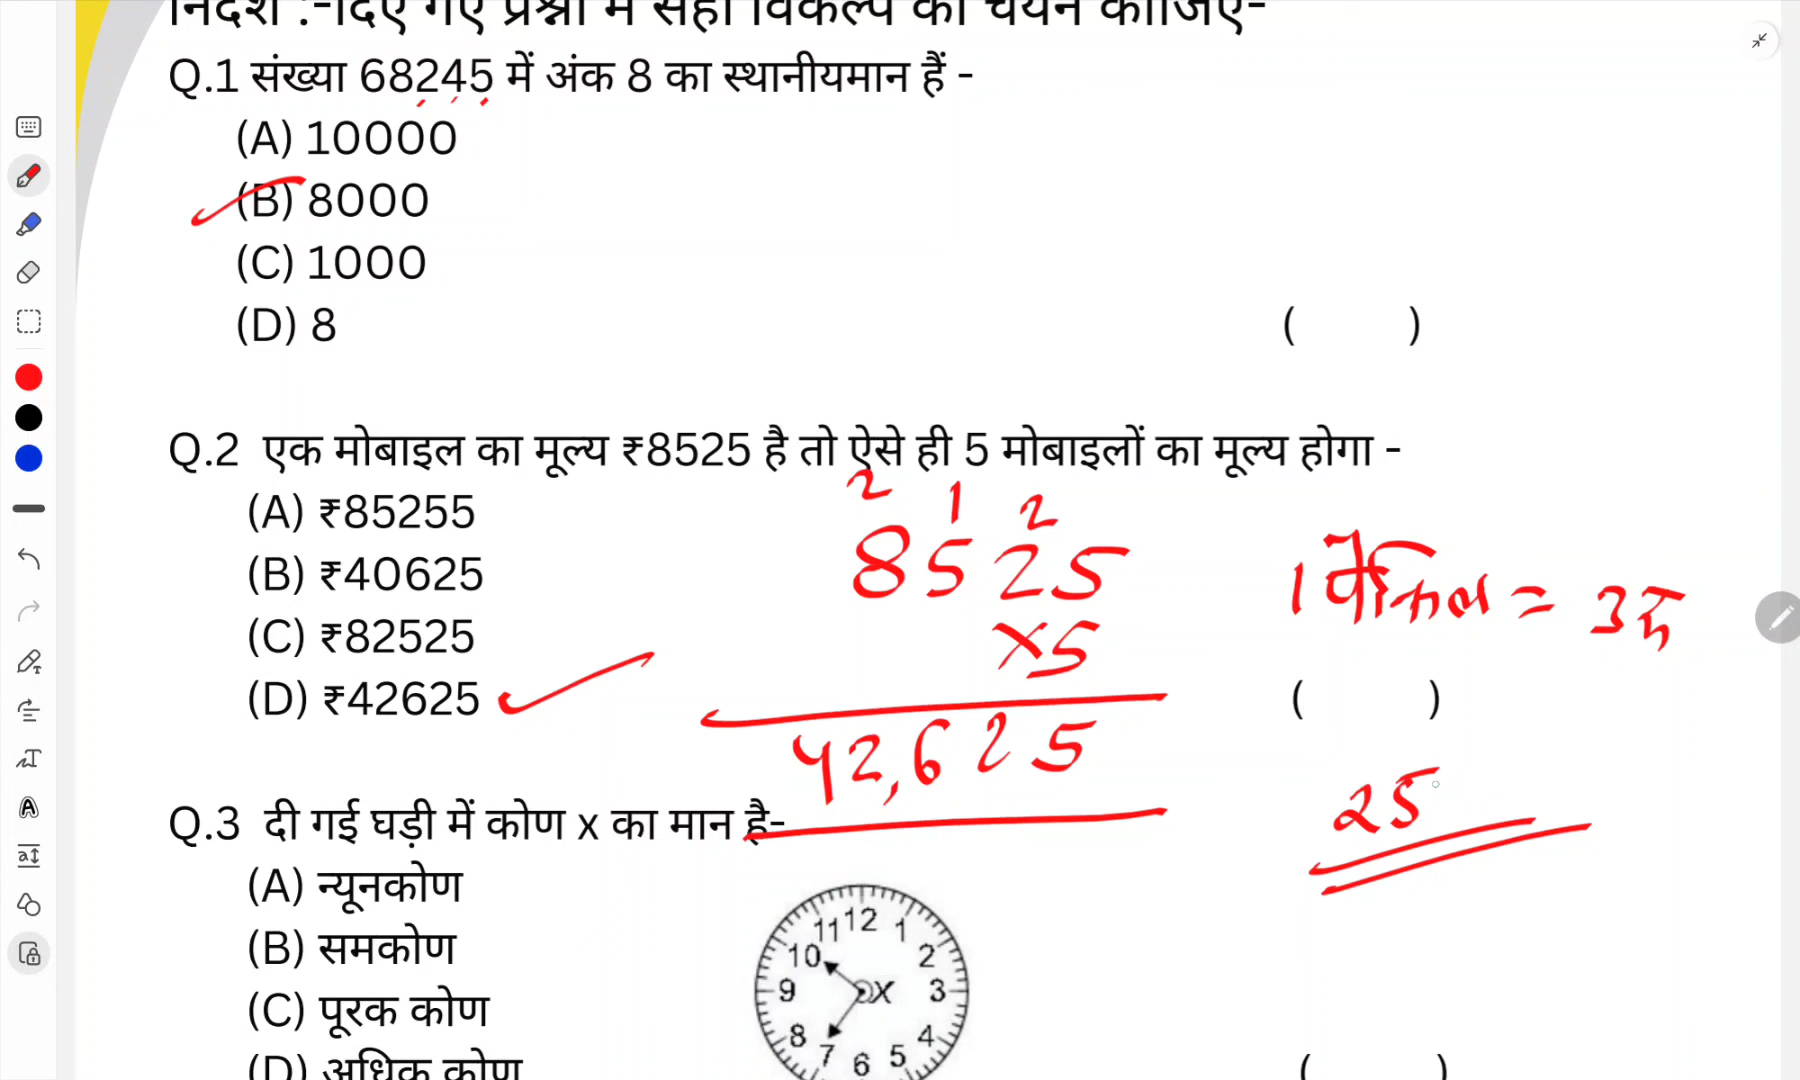 निर्देश :-दिए गए प्रश्नों में सही विकल्प का चयन कीजिए-
Q.1 संख्या 68245 में अंक 8 का स्थानीयमान हैं -
(A) 10000
(B) 8000
(C) 1000
(D) 8 ( )
Q.2 एक मोबाइल का मूल्य ₹8525 है तो ऐसे ही 5 मोबाइलों का मूल्य होगा -
(A) ₹85255
(B) ₹40625
(C) ₹82525
(D) ₹42625 ( )
2 1 2
8525
x5
42,625
1 = 3
25
Q.3 दी गई घड़ी में कोण x का मान है-
(A) न्यूनकोण
(B) समकोण
(C) पूरक कोण
(D) अधिक कोण ( )
12
11 1
10 2
9 x 3
8 4
7 6 5